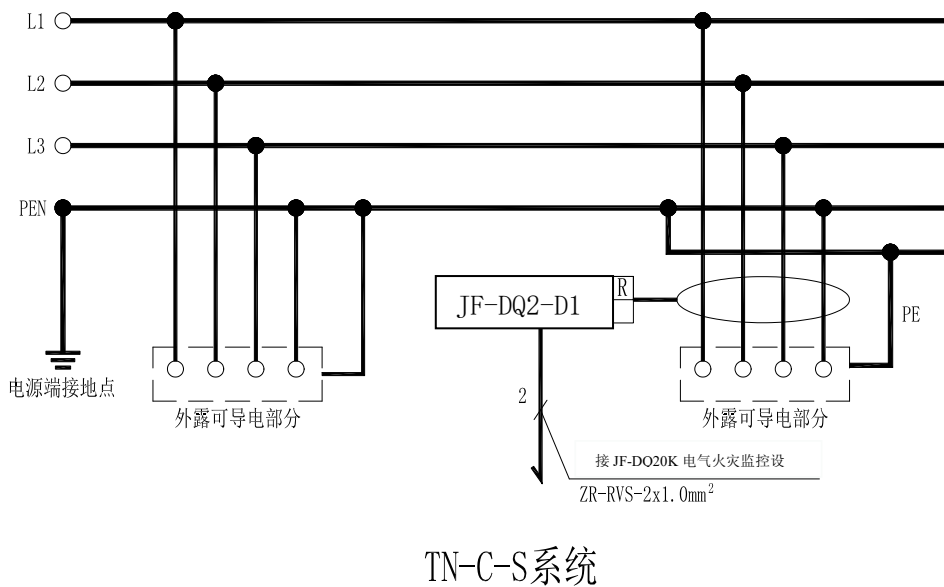 L1
L2
L3
PEN
R
JF-DQ2-D1
PE
电源端接地点
外露可导电部分
2
外露可导电部分
接 JF-DQ20K 电气火灾监控设
ZR-RVS-2x1.0mm²
TN-C-S系统